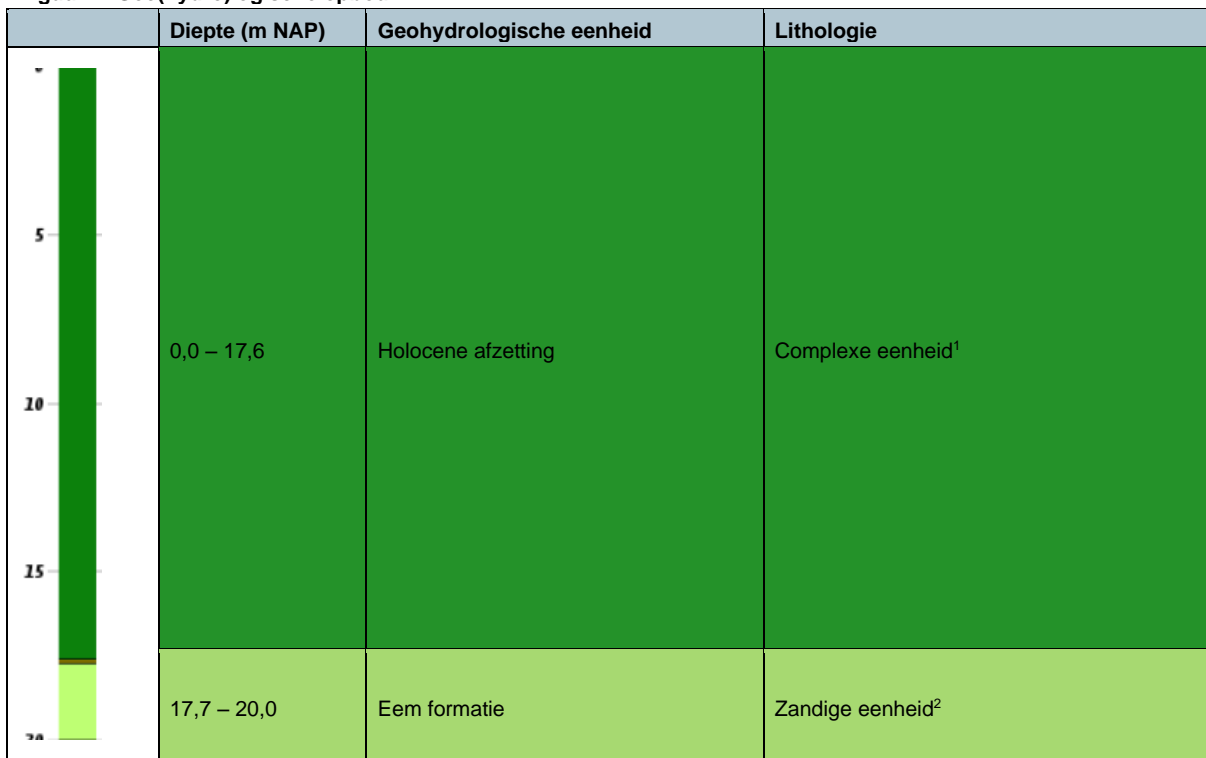 Diepte (m NAP) Geohydrologische eenheid Lithologie
5
0,0 – 17,6 Holocene afzetting Complexe eenheid¹
10
15
17,7 – 20,0 Eem formatie Zandige eenheid²